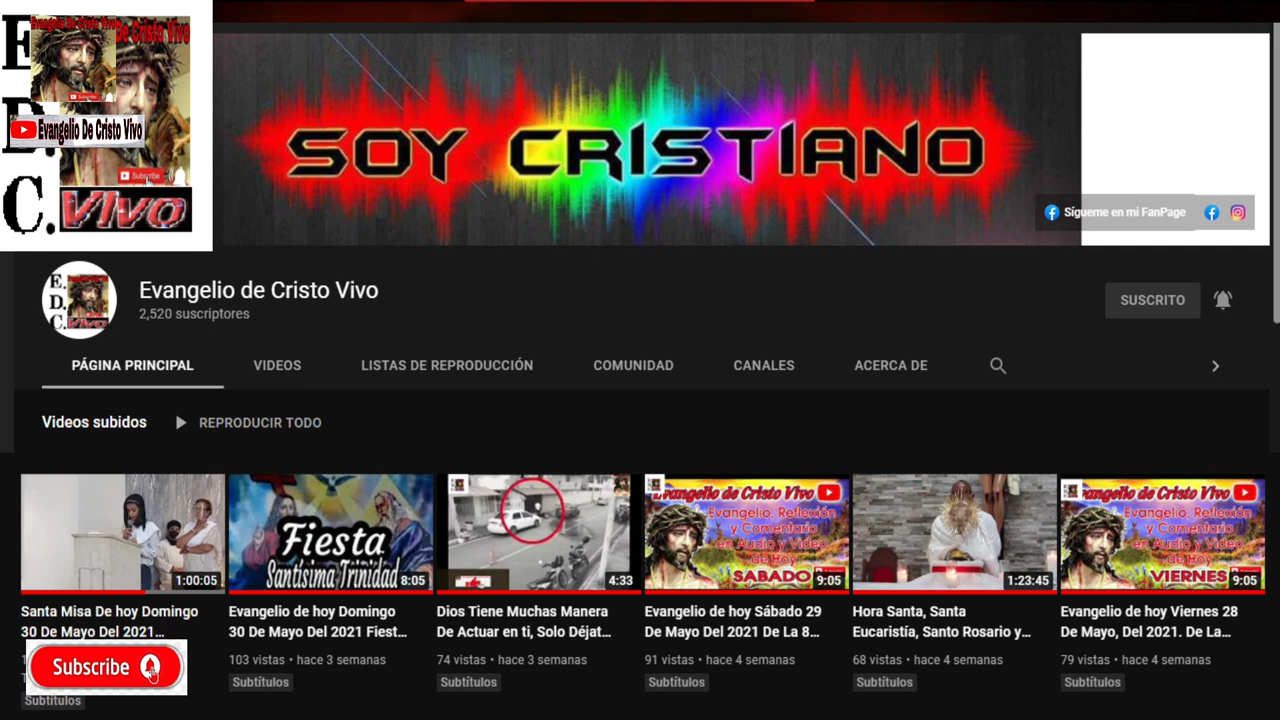 E
Evangelio De Cristo Vivo
De Cristo Vivo
Subscribe
D.
Evangelio De Cristo Vivo
Subscribe
C.
Vivo
SOY CRISTIANO
Sígueme en mi FanPage
E.
D.
C.
Vivo
Evangelio de Cristo Vivo
2,520 suscriptores
SUSCRITO
PÁGINA PRINCIPAL
VIDEOS
LISTAS DE REPRODUCCIÓN
COMUNIDAD
CANALES
ACERCA DE
Videos subidos
REPRODUCIR TODO
1:00:05
Santa Misa De hoy Domingo
30 De Mayo Del 2021...
Subscribe
Subtítulos
Fiesta
Santísima Trinidad
8:05
Evangelio de hoy Domingo
30 De Mayo Del 2021 Fiest...
103 vistas • hace 3 semanas
Subtítulos
4:33
Dios Tiene Muchas Manera
De Actuar en ti, Solo Déjat...
74 vistas • hace 3 semanas
Subtítulos
Evangelio de Cristo Vivo
Evangelio, Reflexión
y Comentario
en Audio y Video
de Hoy
SABADO
9:05
Evangelio de hoy Sábado 29
De Mayo Del 2021 De La 8...
91 vistas • hace 4 semanas
Subtítulos
1:23:45
Hora Santa, Santa
Eucaristía, Santo Rosario y...
68 vistas • hace 4 semanas
Subtítulos
Evangelio de Cristo Vivo
Evangelio, Reflexión
y Comentario
en Audio y Video
de Hoy
VIERNES
9:05
Evangelio de hoy Viernes 28
De Mayo, Del 2021. De La...
79 vistas • hace 4 semanas
Subtítulos